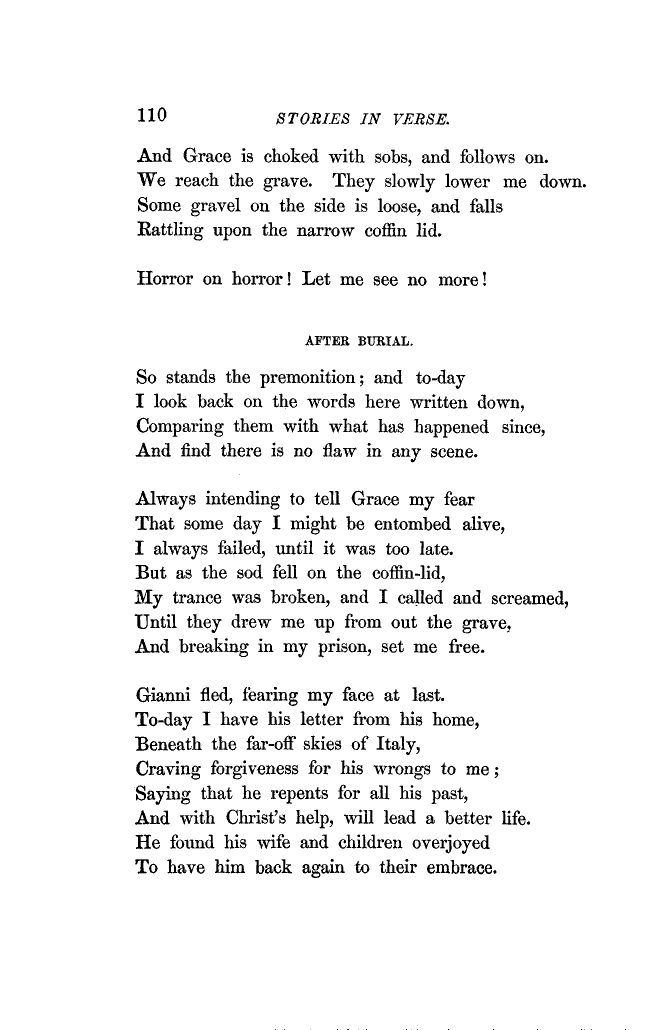 110 STORIES IN VERSE.
And Grace is choked with sobs, and follows on.
We reach the grave. They slowly lower me down.
Some gravel on the side is loose, and falls
Rattling upon the narrow coffin lid.
Horror on horror! Let me see no more!
AFTER BURIAL.
So stands the premonition; and to-day
I look back on the words here written down,
Comparing them with what has happened since,
And find there is no flaw in any scene.
Always intending to tell Grace my fear
That some day I might be entombed alive,
I always failed, until it was too late.
But as the sod fell on the coffin-lid,
My trance was broken, and I called and screamed,
Until they drew me up from out the grave,
And breaking in my prison, set me free.
Gianni fled, fearing my face at last.
To-day I have his letter from his home,
Beneath the far-off skies of Italy,
Craving forgiveness for his wrongs to me;
Saying that he repents for all his past,
And with Christ's help, will lead a better life.
He found his wife and children overjoyed
To have him back again to their embrace.